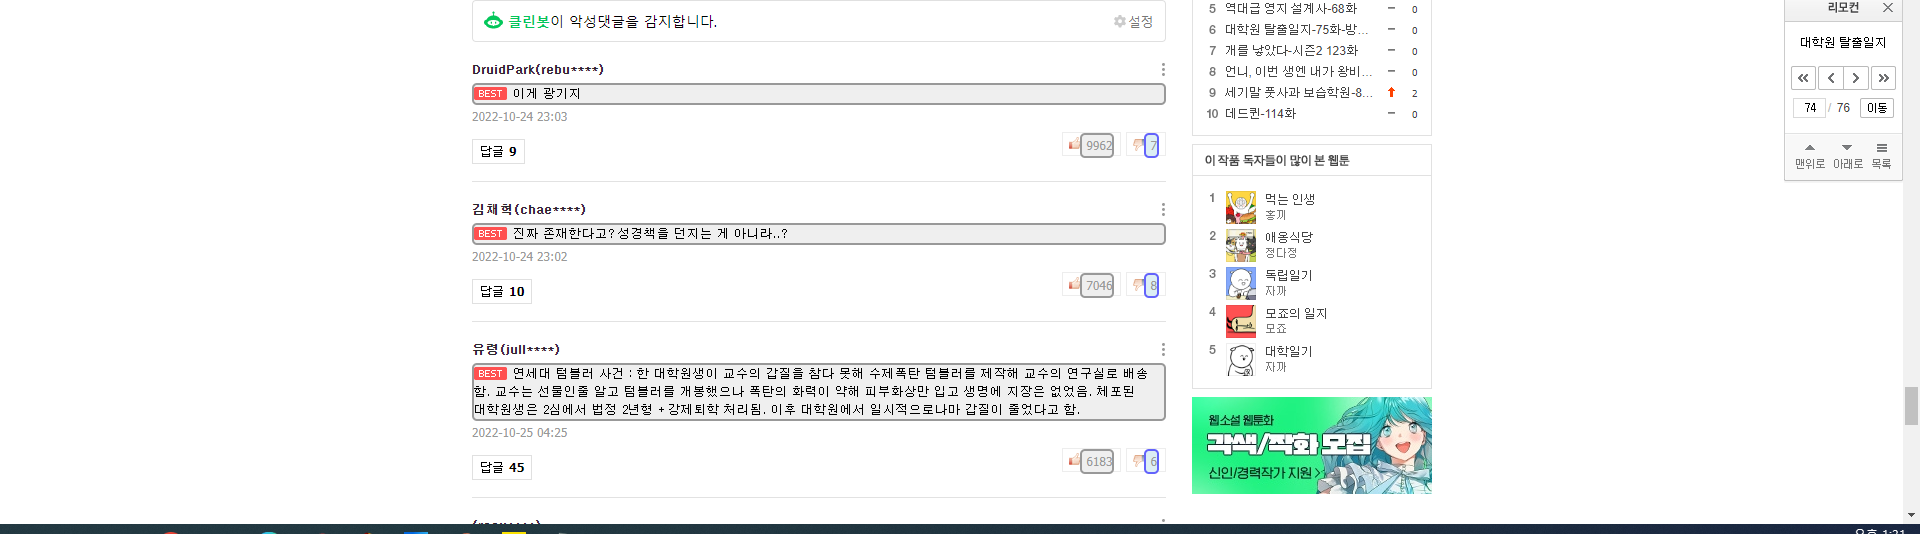 클린봇이 악성댓글을 감지합니다.
설정
DruidPark(rebu****)
BEST 이게 광기지
2022-10-24 23:03
답글 9
9962
7
김채혁(chae****)
BEST 진짜 존재한다고? 성경책을 던지는 게 아니라..?
2022-10-24 23:02
답글 10
7046
8
유령(jull****)
BEST 연세대 텀블러 사건 : 한 대학원생이 교수의 갑질을 참다 못해 수제폭탄 텀블러를 제작해 교수의 연구실로 배송
함. 교수는 선물인줄 알고 텀블러를 개봉했으나 폭탄의 화력이 약해 피부화상만 입고 생명에 지장은 없었음. 체포된
대학원생은 2심에서 법정 2년형 + 강제퇴학 처리됨. 이후 대학원에서 일시적으로나마 갑질이 줄었다고 함.
2022-10-25 04:25
답글 45
6183
6
5 역대급 영지 설계사-68화 0
6 대학원 탈출일지-75화-방... 0
7 개를 낳았다-시즌2 123화 0
8 언니, 이번 생엔 내가 왕비... 0
9 세기말 풋사과 보습학원-8... 2
10 데드퀸-114화 0
이 작품 독자들이 많이 본 웹툰
1 먹는 인생
홍끼
2 애옹식당
정다정
3 독립일기
자까
4 모죠의 일지
모죠
5 대학일기
자까
웹소설 웹툰화
각색/작화 모집
신인/경력작가 지원 >
리모컨
대학원 탈출일지
74 / 76 이동
맨위로 아래로 목록